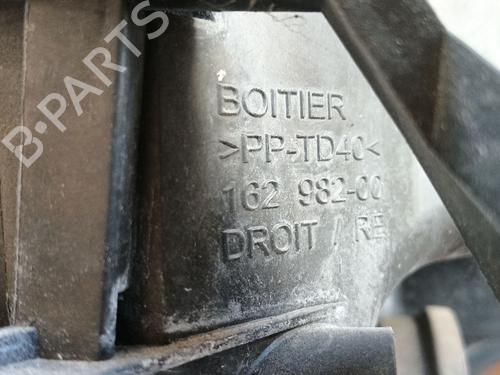 B-PARTS
BOITIER
>PP-TD40<
162 982-00
DROIT / RE